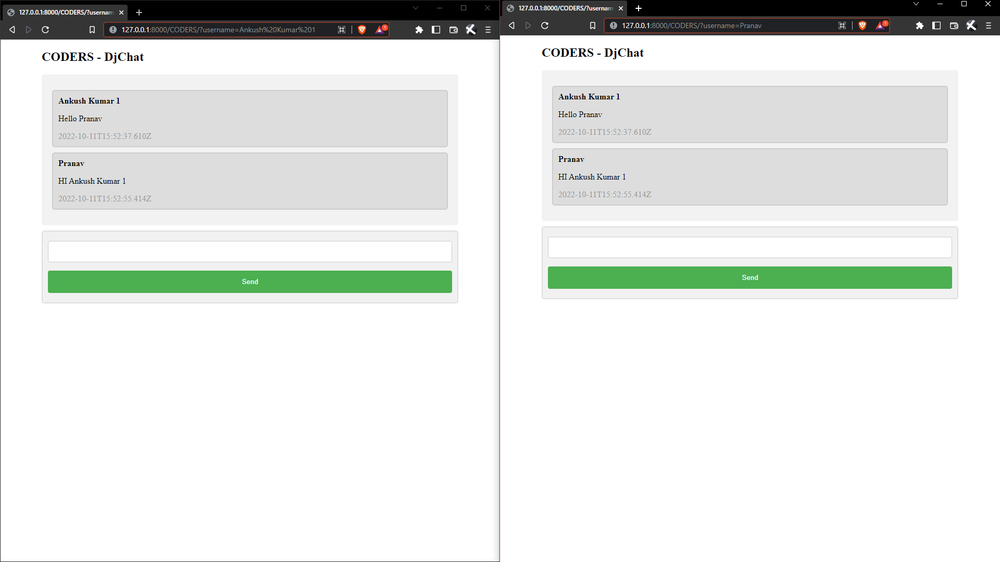 127.0.0.1:8000/CODERS/?usernam
127.0.0.1:8000/CODERS/?username=Ankush%20Kumar%201
1
CODERS - DjChat
Ankush Kumar 1
Hello Pranav
2022-10-11T15:52:37.610Z
Pranav
HI Ankush Kumar 1
2022-10-11T15:52:55.414Z
Send
127.0.0.1:8000/CODERS/?usernam
127.0.0.1:8000/CODERS/?username=Pranav
1
CODERS - DjChat
Ankush Kumar 1
Hello Pranav
2022-10-11T15:52:37.610Z
Pranav
HI Ankush Kumar 1
2022-10-11T15:52:55.414Z
Send